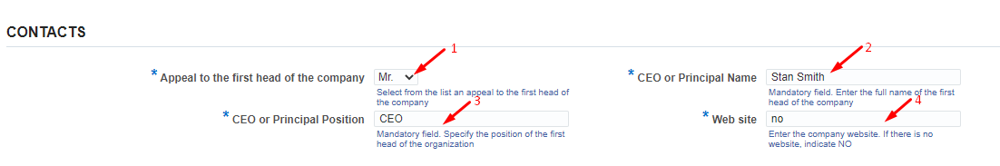 CONTACTS
1
2
* Appeal to the first head of the company Mr.
* CEO or Principal Name Stan Smith
Select from the list an appeal to the first head of
the company
Mandatory field. Enter the full name of the first
head of the company
3
4
* CEO or Principal Position CEO
* Web site no
Mandatory field. Specify the position of the first
head of the organization
Enter the company website. If there is no
website, indicate NO